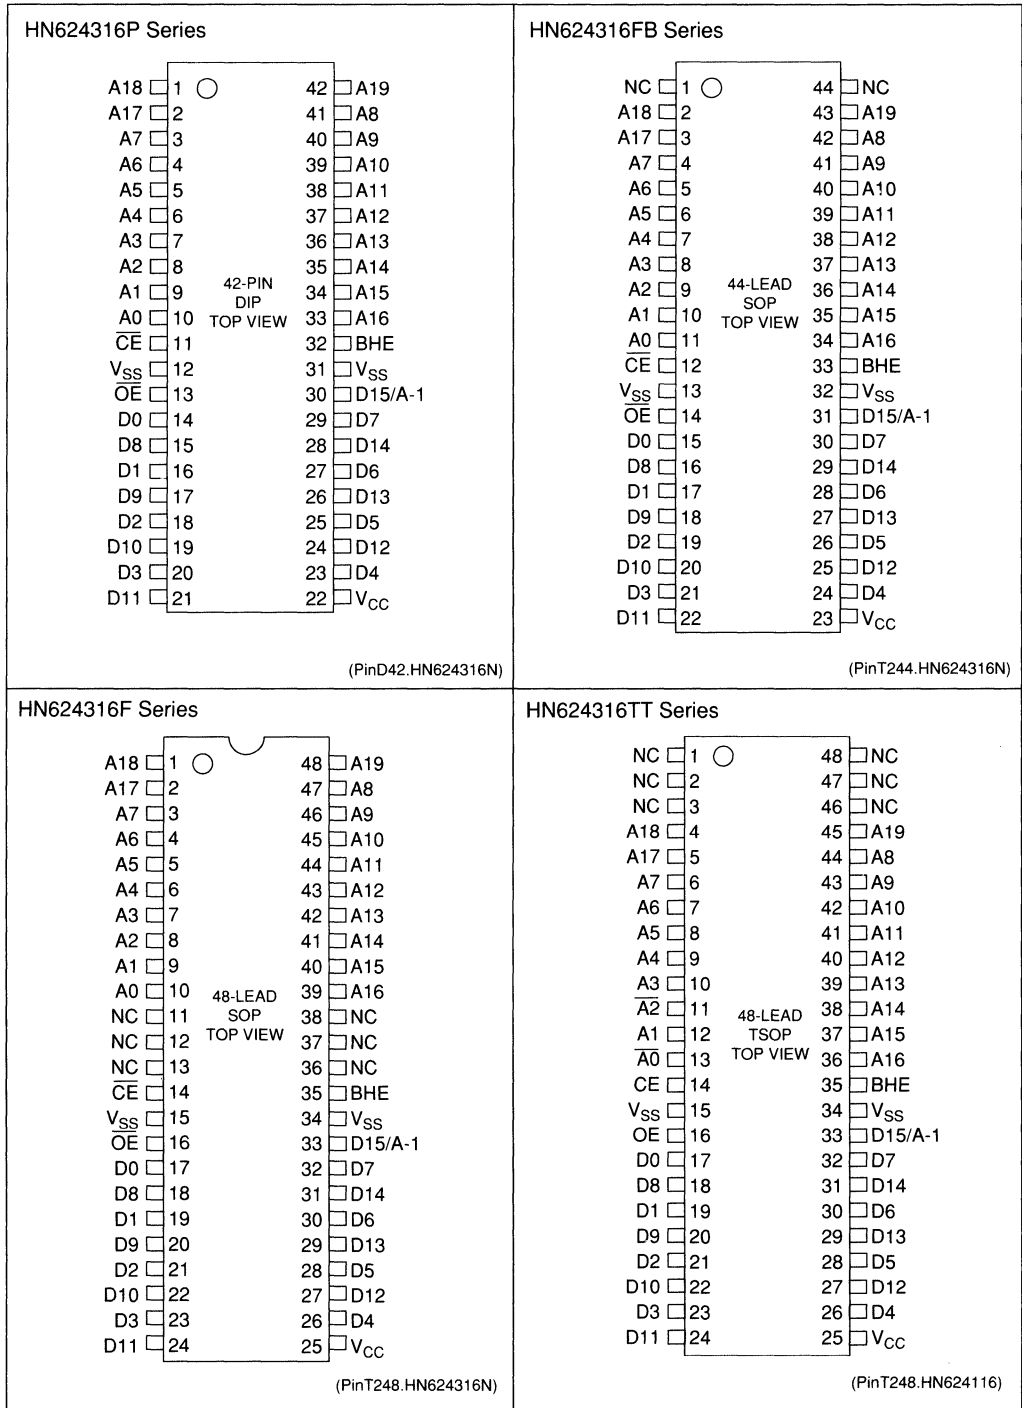 HN624316P Series
A18 1 42 A19
A17 2 41 A8
A7 3 40 A9
A6 4 39 A10
A5 5 38 A11
A4 6 37 A12
A3 7 36 A13
A2 8 35 A14
A1 9 34 A15
A0 10 33 A16
C̅E̅ 11 32 BHE
VSS 12 31 VSS
O̅E̅ 13 30 D15/A-1
D0 14 29 D7
D8 15 28 D14
D1 16 27 D6
D9 17 26 D13
D2 18 25 D5
D10 19 24 D12
D3 20 23 D4
D11 21 22 VCC
42-PIN
DIP
TOP VIEW
(PinD42.HN624316N)
HN624316FB Series
NC 1 44 NC
A18 2 43 A19
A17 3 42 A8
A7 4 41 A9
A6 5 40 A10
A5 6 39 A11
A4 7 38 A12
A3 8 37 A13
A2 9 36 A14
A1 10 35 A15
A0 11 34 A16
C̅E̅ 12 33 BHE
VSS 13 32 VSS
O̅E̅ 14 31 D15/A-1
D0 15 30 D7
D8 16 29 D14
D1 17 28 D6
D9 18 27 D13
D2 19 26 D5
D10 20 25 D12
D3 21 24 D4
D11 22 23 VCC
44-LEAD
SOP
TOP VIEW
(PinT244.HN624316N)
HN624316F Series
A18 1 48 A19
A17 2 47 A8
A7 3 46 A9
A6 4 45 A10
A5 5 44 A11
A4 6 43 A12
A3 7 42 A13
A2 8 41 A14
A1 9 40 A15
A0 10 39 A16
NC 11 38 NC
NC 12 37 NC
NC 13 36 NC
C̅E̅ 14 35 BHE
VSS 15 34 VSS
O̅E̅ 16 33 D15/A-1
D0 17 32 D7
D8 18 31 D14
D1 19 30 D6
D9 20 29 D13
D2 21 28 D5
D10 22 27 D12
D3 23 26 D4
D11 24 25 VCC
48-LEAD
SOP
TOP VIEW
(PinT248.HN624316N)
HN624316TT Series
NC 1 48 NC
NC 2 47 NC
NC 3 46 NC
A18 4 45 A19
A17 5 44 A8
A7 6 43 A9
A6 7 42 A10
A5 8 41 A11
A4 9 40 A12
A3 10 39 A13
A̅2̅ 11 38 A14
A1 12 37 A15
A̅0̅ 13 36 A16
CE 14 35 BHE
VSS 15 34 VSS
OE 16 33 D15/A-1
D0 17 32 D7
D8 18 31 D14
D1 19 30 D6
D9 20 29 D13
D2 21 28 D5
D10 22 27 D12
D3 23 26 D4
D11 24 25 VCC
48-LEAD
TSOP
TOP VIEW
(PinT248.HN624116)